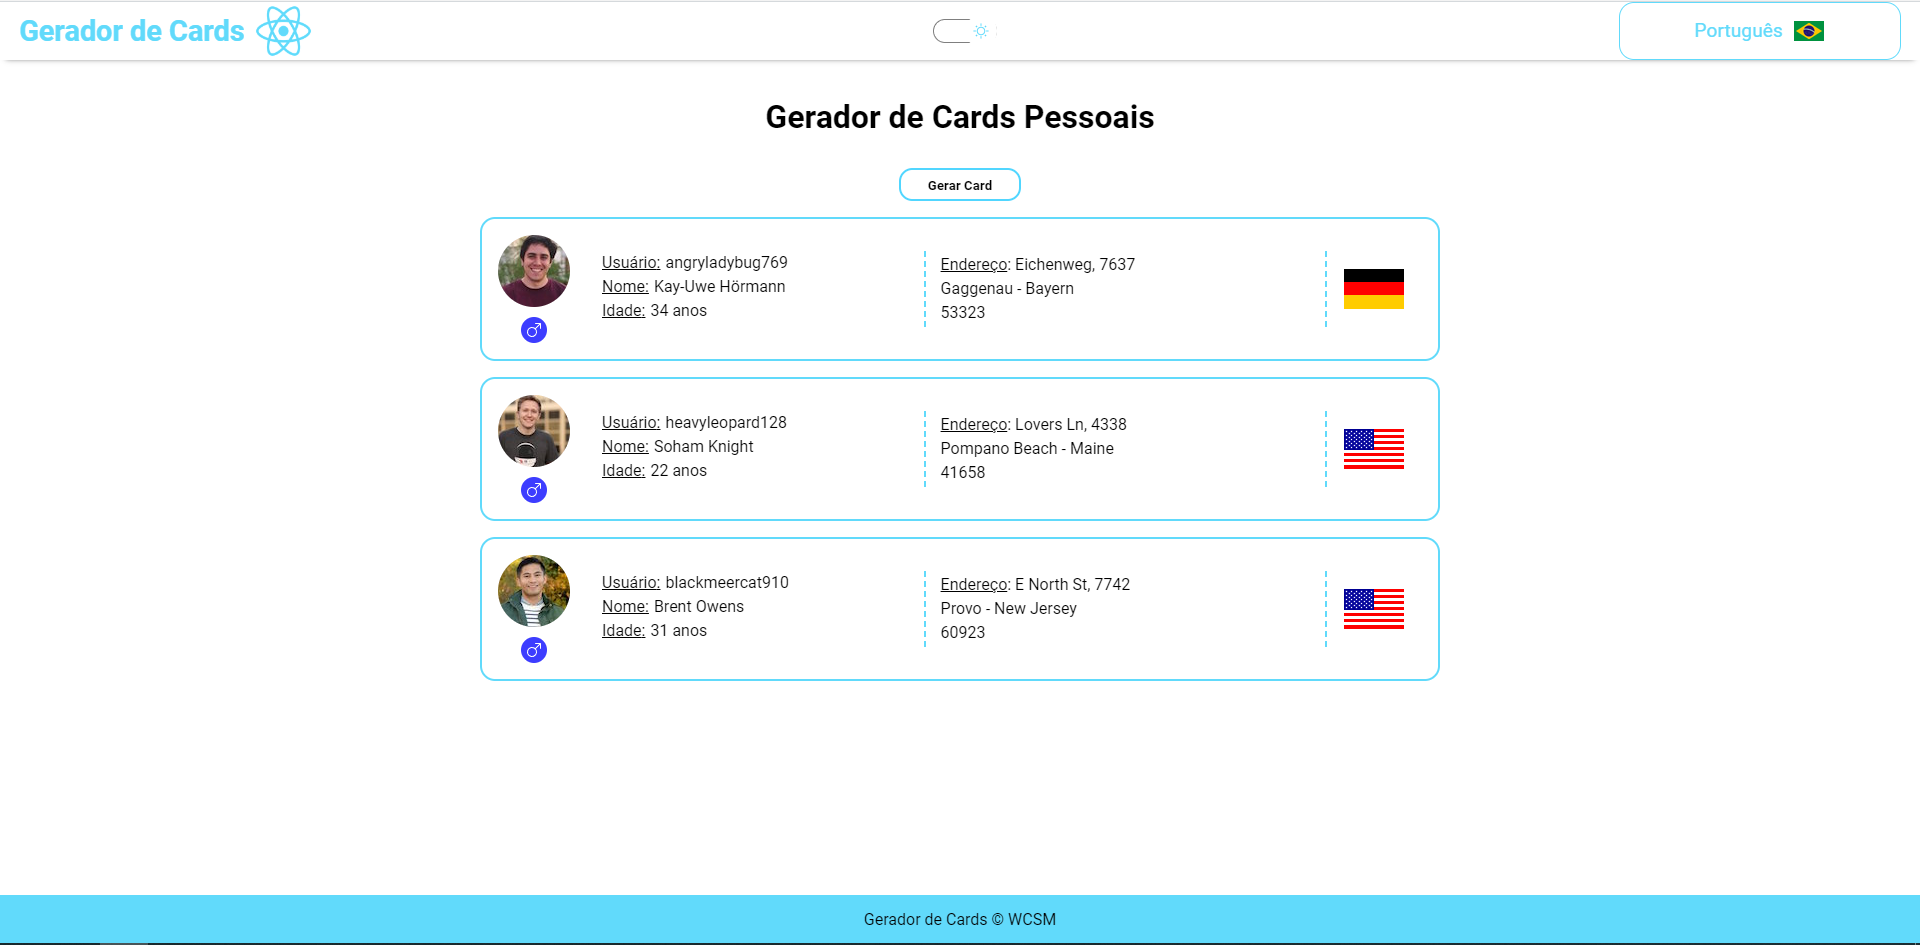 Gerador de Cards
Português
Gerador de Cards Pessoais
Gerar Card
Usuário: angryladybug769
Nome: Kay-Uwe Hörmann
Idade: 34 anos
Endereço: Eichenweg, 7637
Gaggenau - Bayern
53323
Usuário: heavyleopard128
Nome: Soham Knight
Idade: 22 anos
Endereço: Lovers Ln, 4338
Pompano Beach - Maine
41658
Usuário: blackmeercat910
Nome: Brent Owens
Idade: 31 anos
Endereço: E North St, 7742
Provo - New Jersey
60923
Gerador de Cards © WCSM